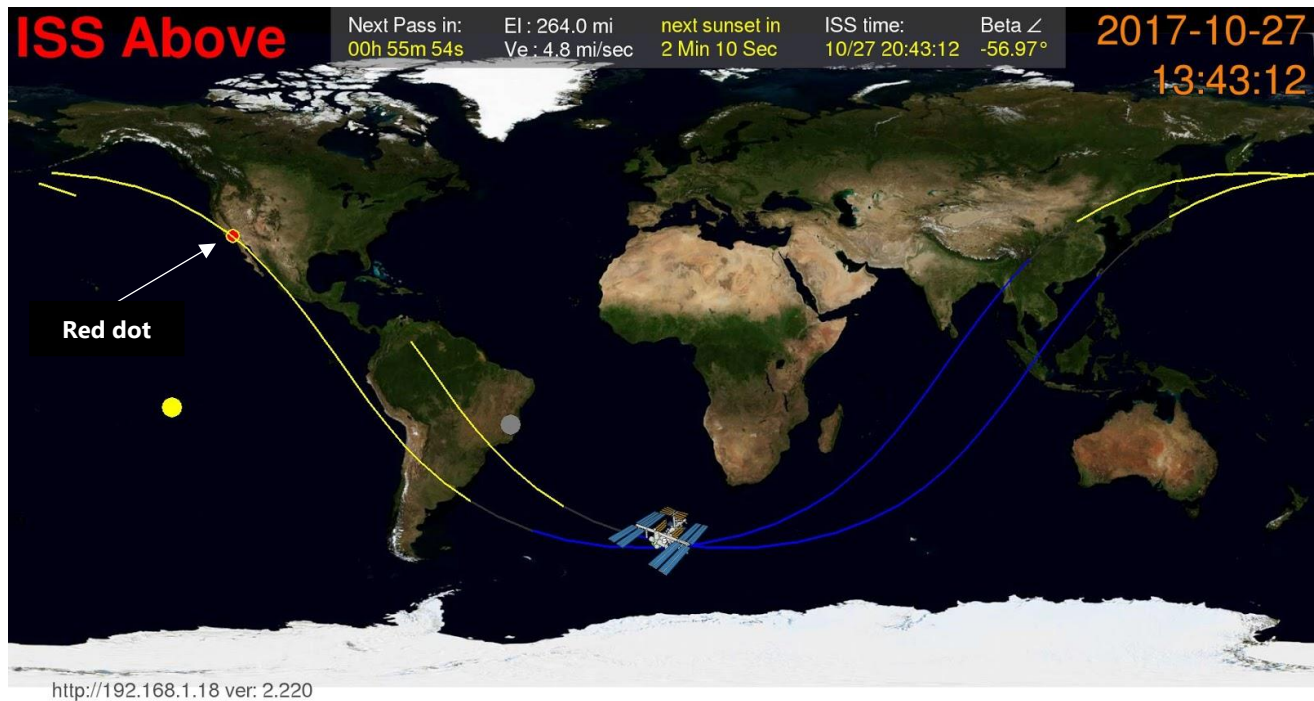 ISS Above
Next Pass in:
00h 55m 54s
El : 264.0 mi
Ve : 4.8 mi/sec
next sunset in
2 Min 10 Sec
ISS time:
10/27 20:43:12
Beta ∠
-56.97°
2017-10-27
13:43:12
Red dot
http://192.168.1.18 ver: 2.220